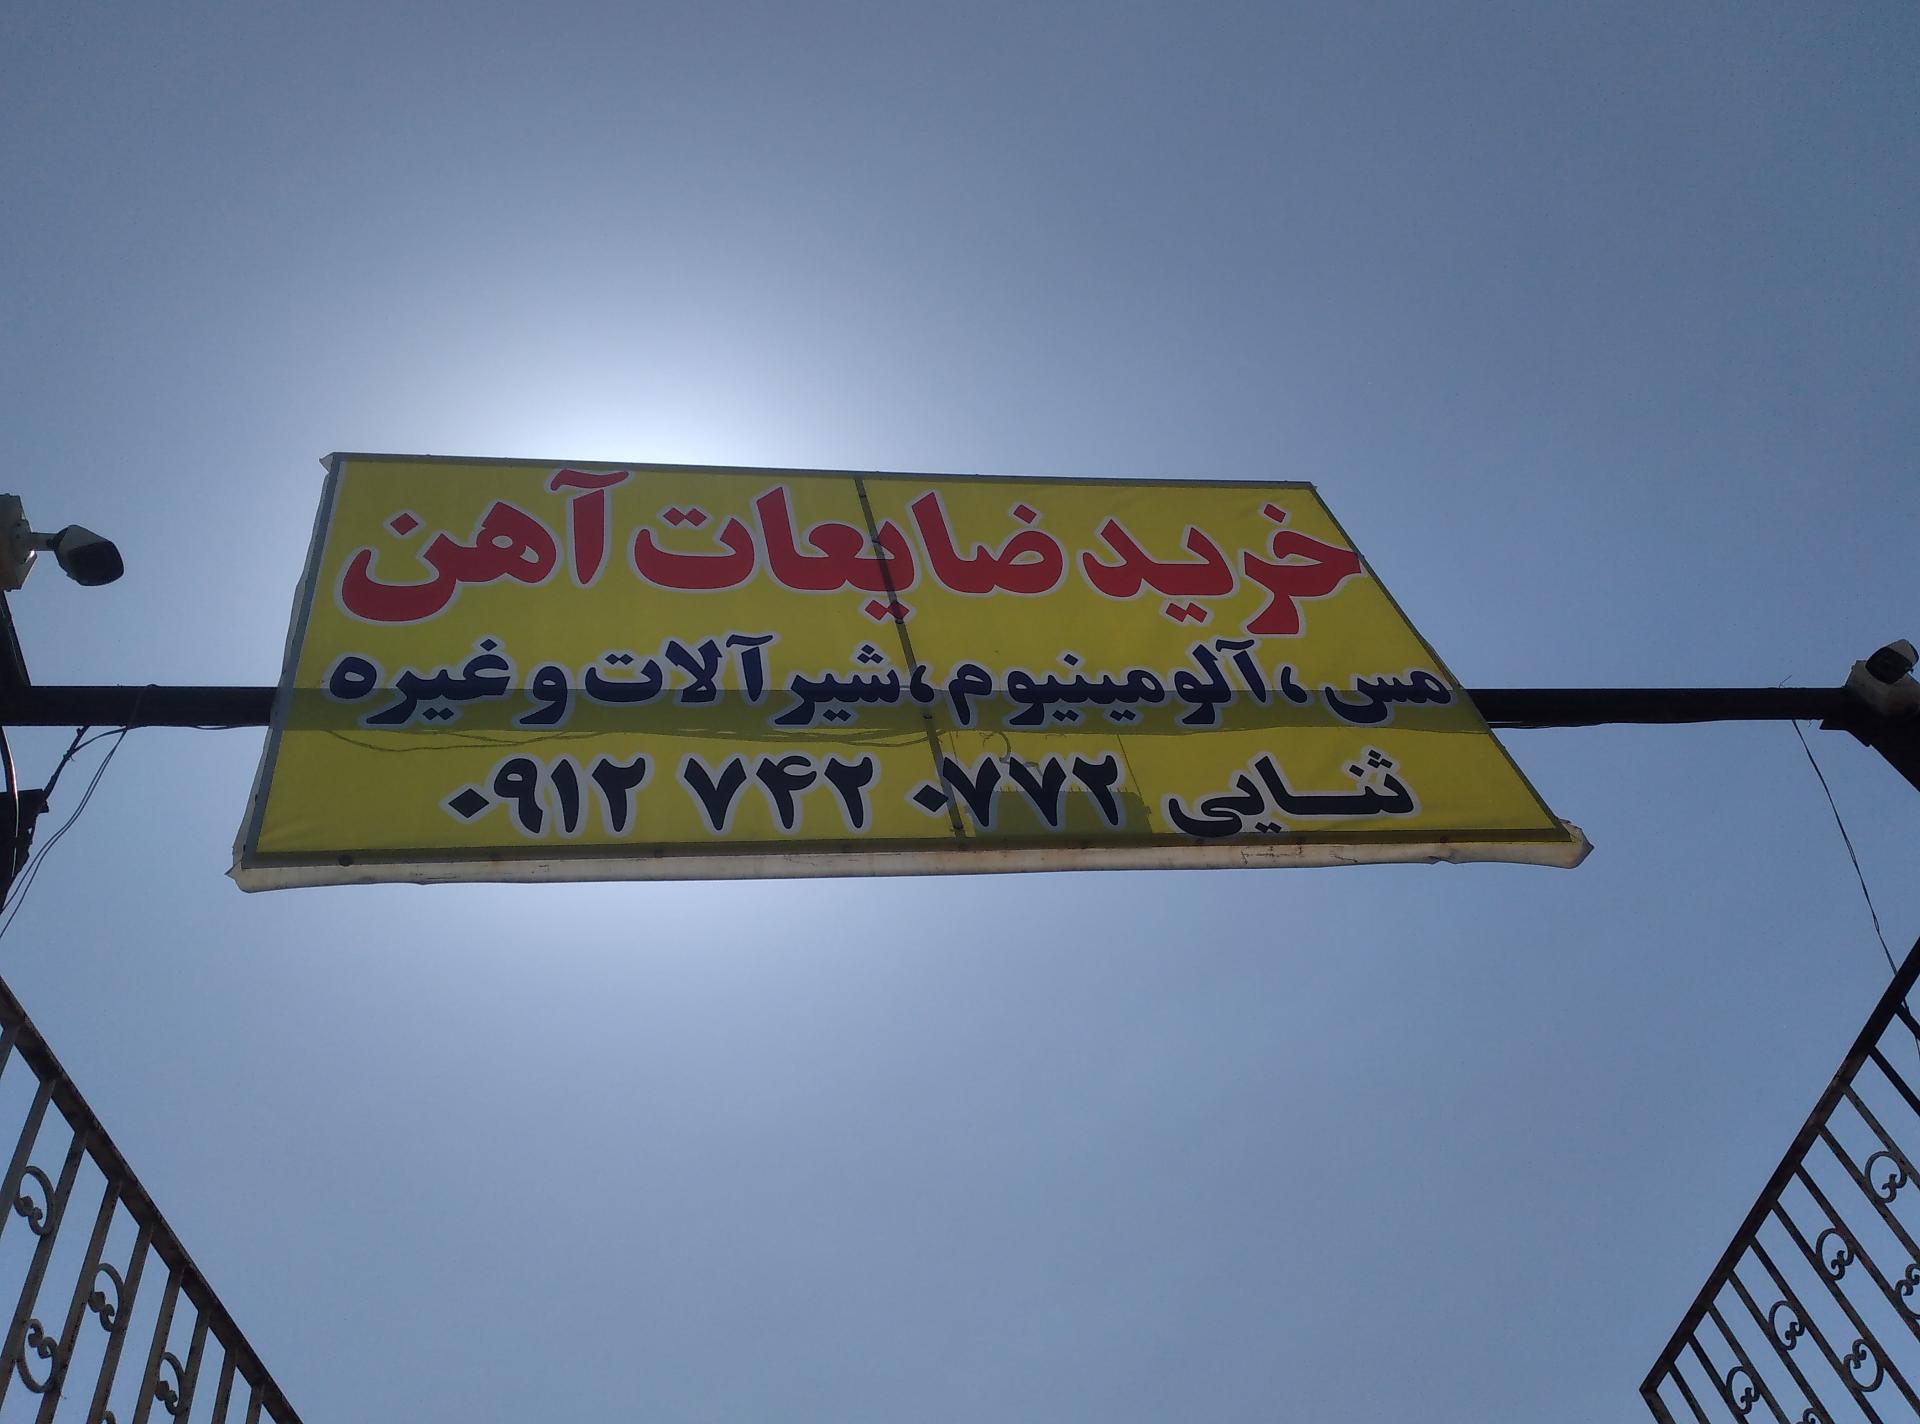 خرید ضایعات آهن
مس، آلومینیوم، شیرآلات و غیره
ثنایی ۰۹۱۲ ۷۴۲ ۰۷۷۲